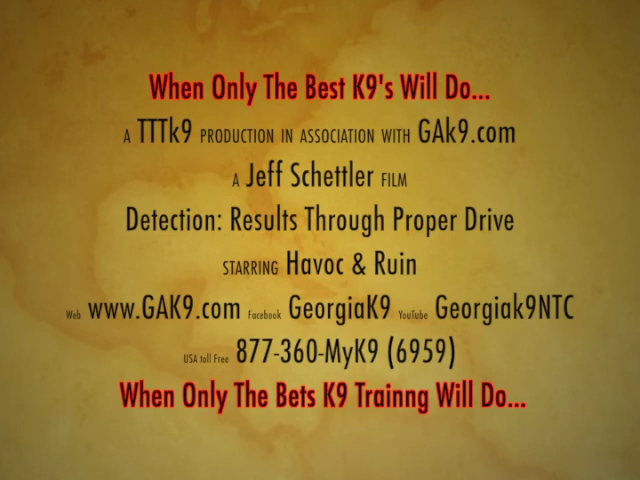 When Only The Best K9's Will Do...
A TTTk9 PRODUCTION IN ASSOCIATION WITH GAk9.com
A Jeff Schettler FILM
Detection: Results Through Proper Drive
STARRING Havoc & Ruin
Web www.GAK9.com Facebook GeorgiaK9 YouTube Georgiak9NTC
USA toll Free 877-360-MyK9 (6959)
When Only The Bets K9 Trainng Will Do...